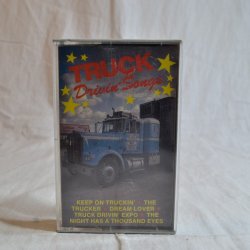 TRUCK
Drivin' Songs
KEEP ON TRUCKIN' THE
TRUCKER DREAM LOVER
TRUCK DRIVIN' EXPO THE
NIGHT HAS A THOUSAND EYES